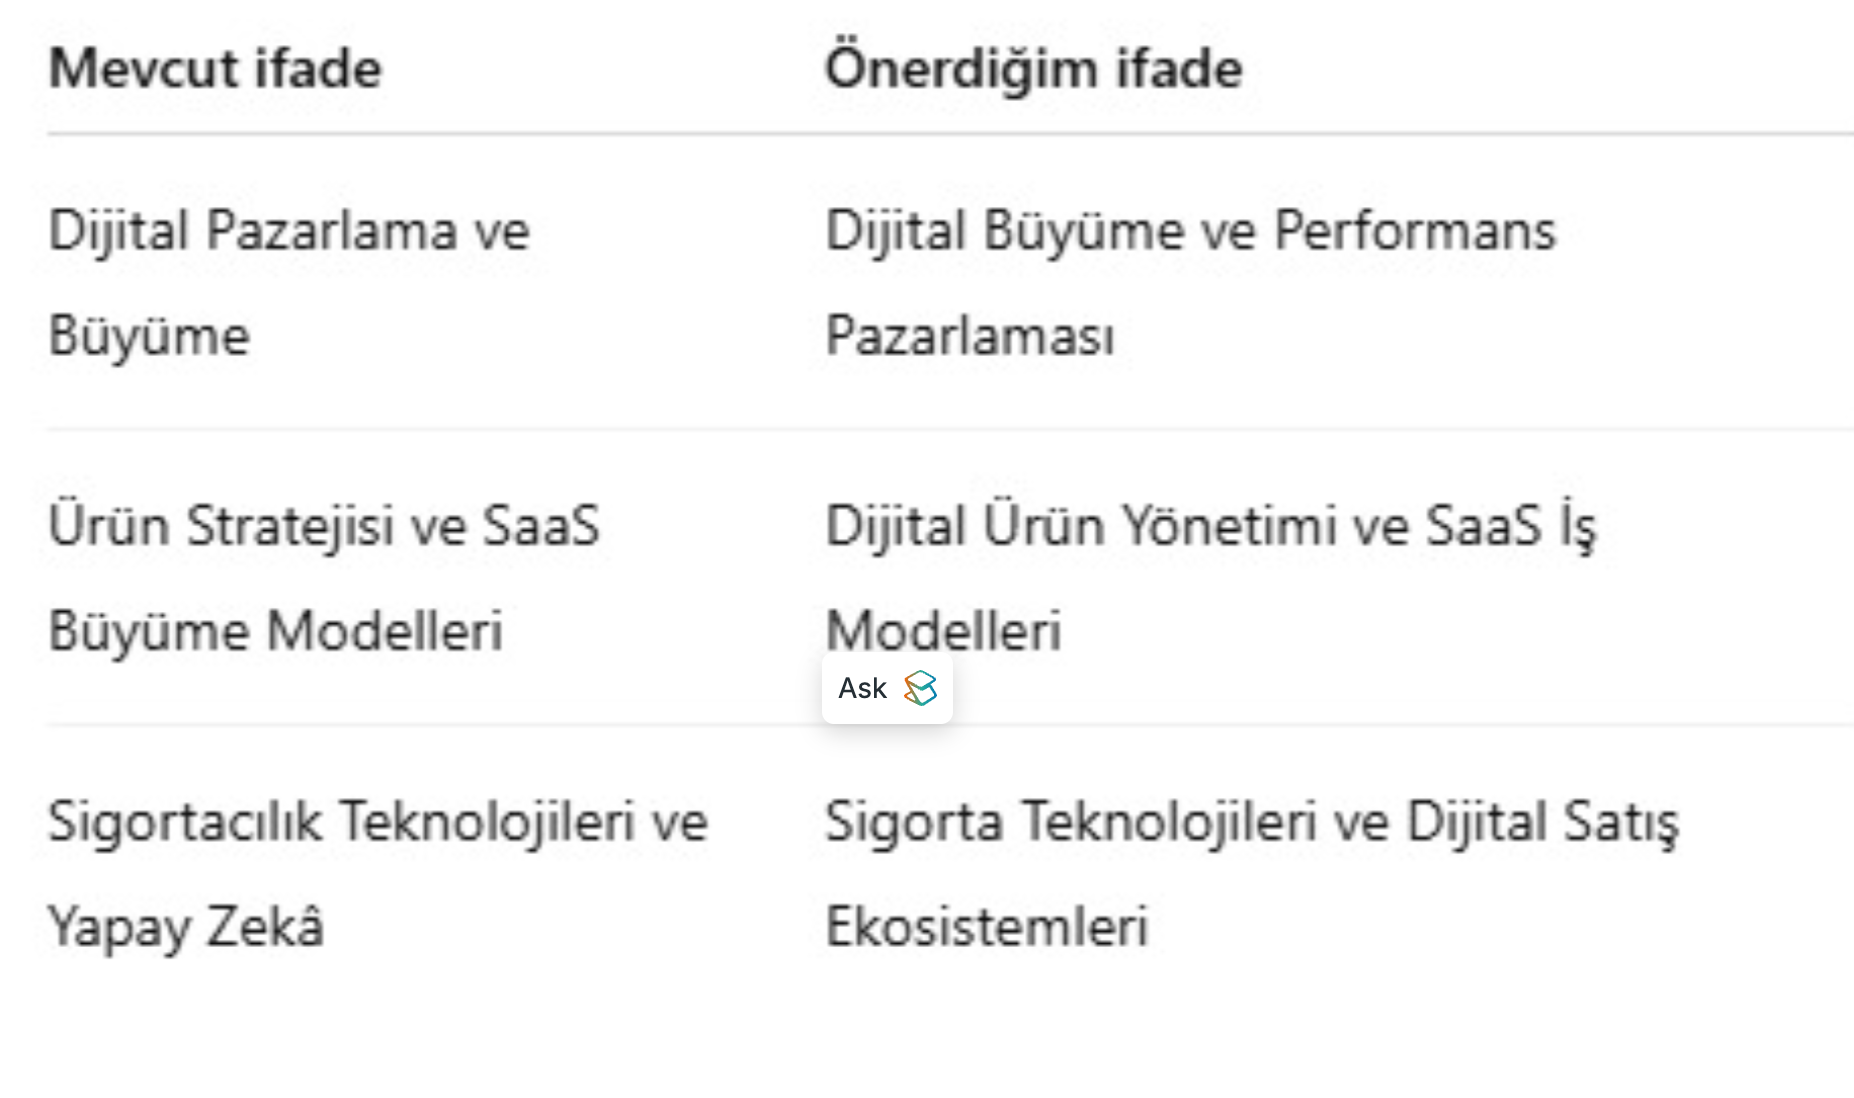 Mevcut ifade
Önerdiğim ifade
Dijital Pazarlama ve
Büyüme
Dijital Büyüme ve Performans
Pazarlaması
Ürün Stratejisi ve SaaS
Büyüme Modelleri
Dijital Ürün Yönetimi ve SaaS İş
Modelleri
Ask
Sigortacılık Teknolojileri ve
Yapay Zekâ
Sigorta Teknolojileri ve Dijital Satış
Ekosistemleri